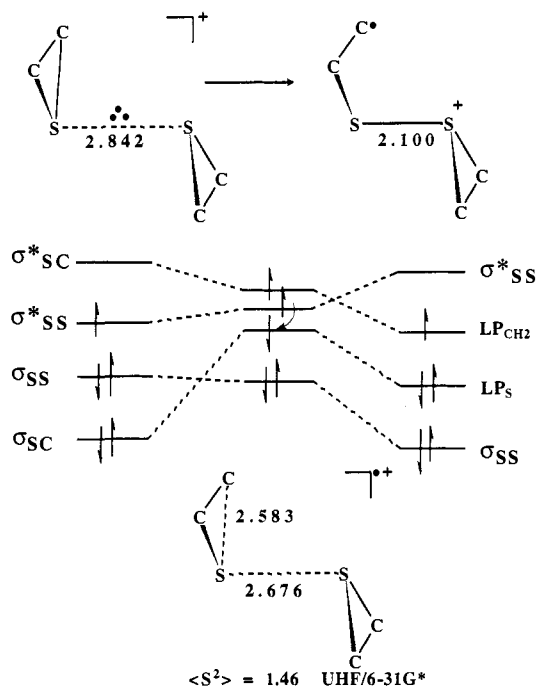 C
C
S
2.842
S
C
C
+
C•
C
S
2.100
S
+
C
C
σ*SC
σ*SS
σSS
σSC
σ*SS
LPCH2
LPS
σSS
•+
C
C
2.583
S
2.676
S
C
C
<S²> = 1.46 UHF/6-31G*